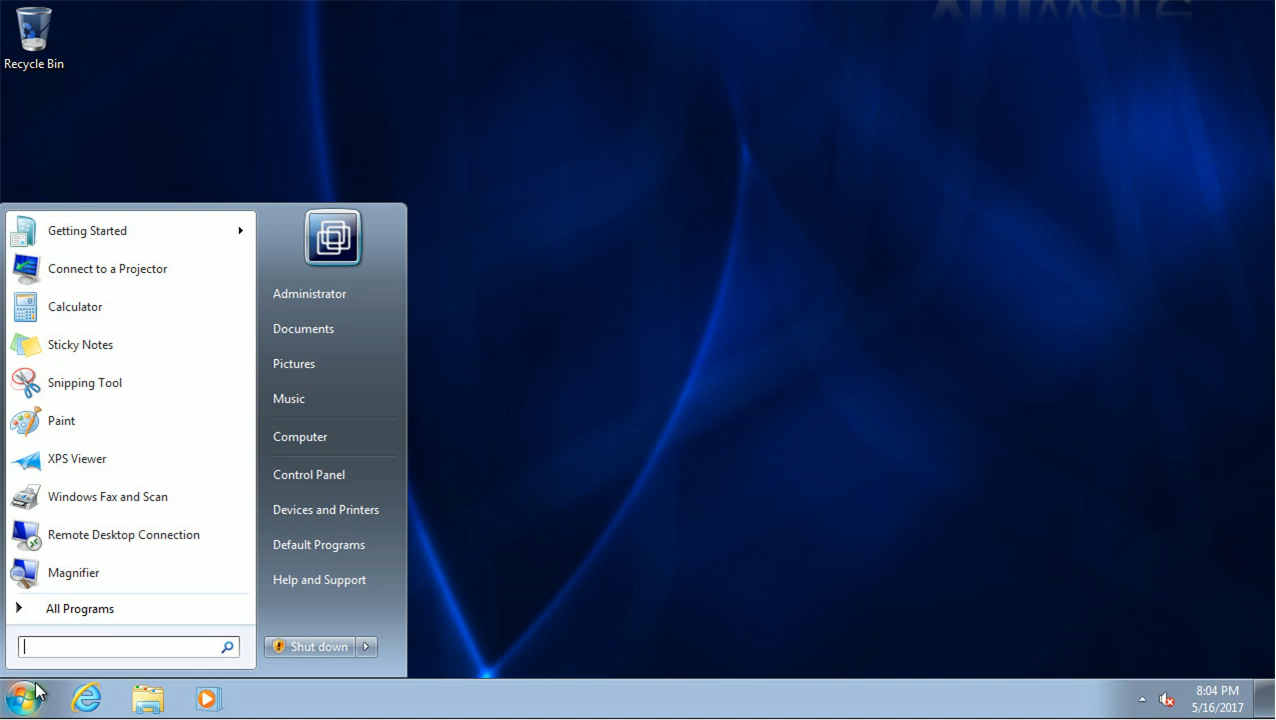 Recycle Bin
Getting Started
Connect to a Projector
Calculator
Sticky Notes
Snipping Tool
Paint
XPS Viewer
Windows Fax and Scan
Remote Desktop Connection
Magnifier
All Programs
Administrator
Documents
Pictures
Music
Computer
Control Panel
Devices and Printers
Default Programs
Help and Support
Shut down
8:04 PM
5/16/2017